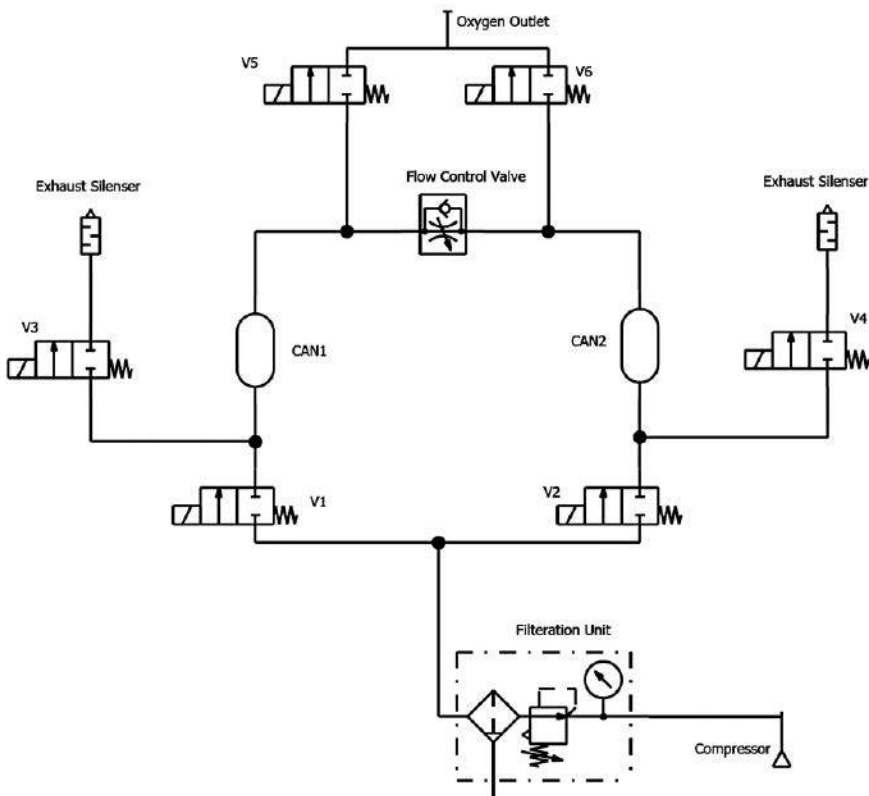 Oxygen Outlet
V5
V6
Flow Control Valve
Exhaust Silenser
Exhaust Silenser
V3
V4
CAN1
CAN2
V1
V2
Filteration Unit
Compressor